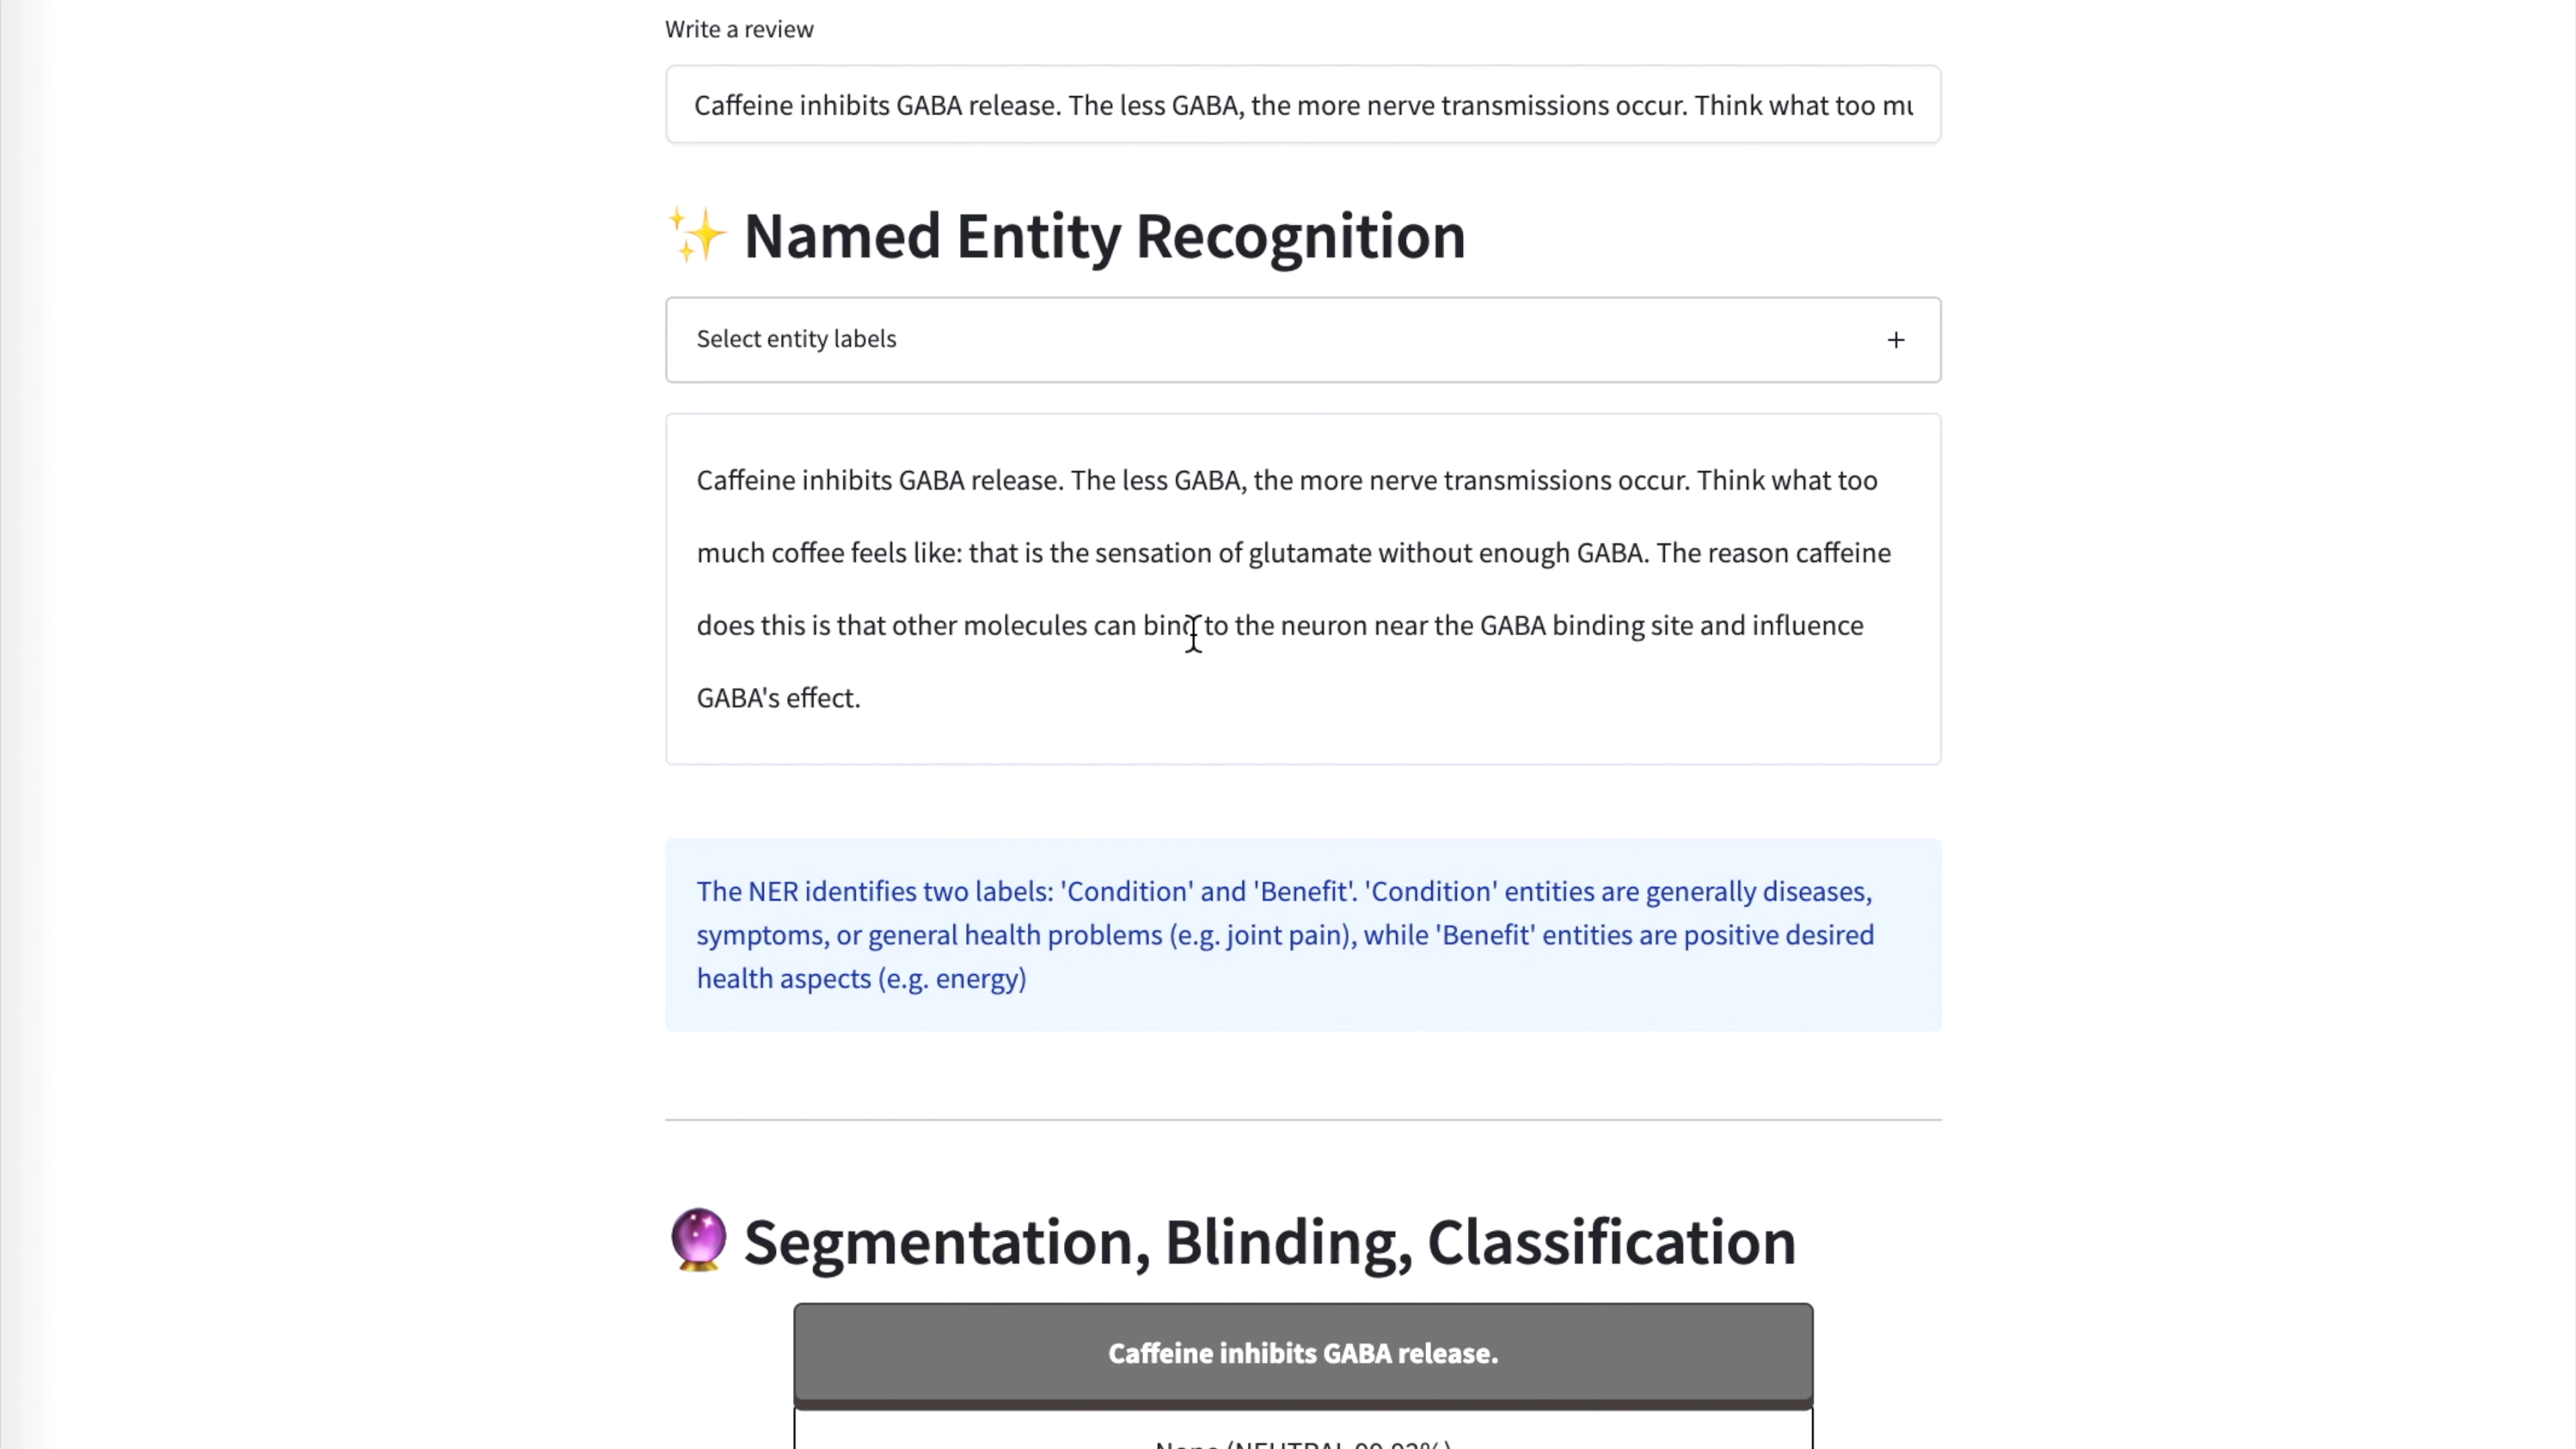 Write a review
Caffeine inhibits GABA release. The less GABA, the more nerve transmissions occur. Think what too
Named Entity Recognition
Select entity labels
Caffeine inhibits GABA release. The less GABA, the more nerve transmissions occur. Think what too
much coffee feels like: that is the sensation of glutamate without enough GABA. The reason caffeine
does this is that other molecules can bind to the neuron near the GABA binding site and influence
GABA's effect.
The NER identifies two labels: 'Condition' and 'Benefit'. 'Condition' entities are generally diseases,
symptoms, or general health problems (e.g. joint pain), while 'Benefit' entities are positive desired
health aspects (e.g. energy)
Segmentation, Blinding, Classification
Caffeine inhibits GABA release.